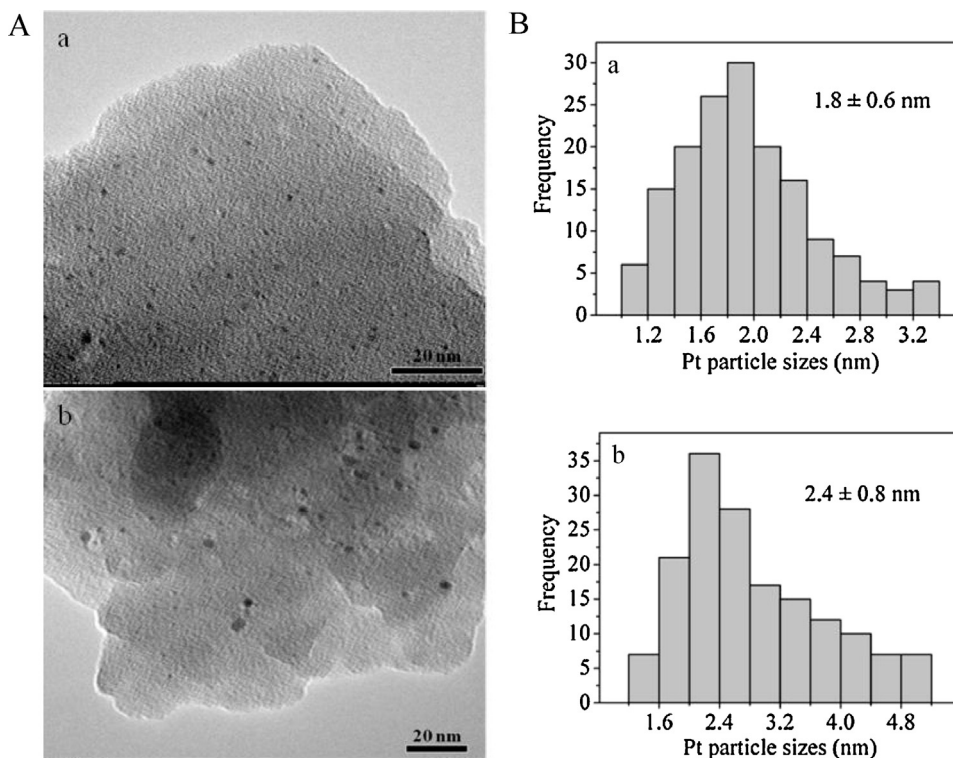 A
a
20 nm
b
20 nm
B
a
1.8 ± 0.6 nm
Frequency
30
25
20
15
10
5
0
1.2 1.6 2.0 2.4 2.8 3.2
Pt particle sizes (nm)
b
2.4 ± 0.8 nm
Frequency
35
30
25
20
15
10
5
0
1.6 2.4 3.2 4.0 4.8
Pt particle sizes (nm)